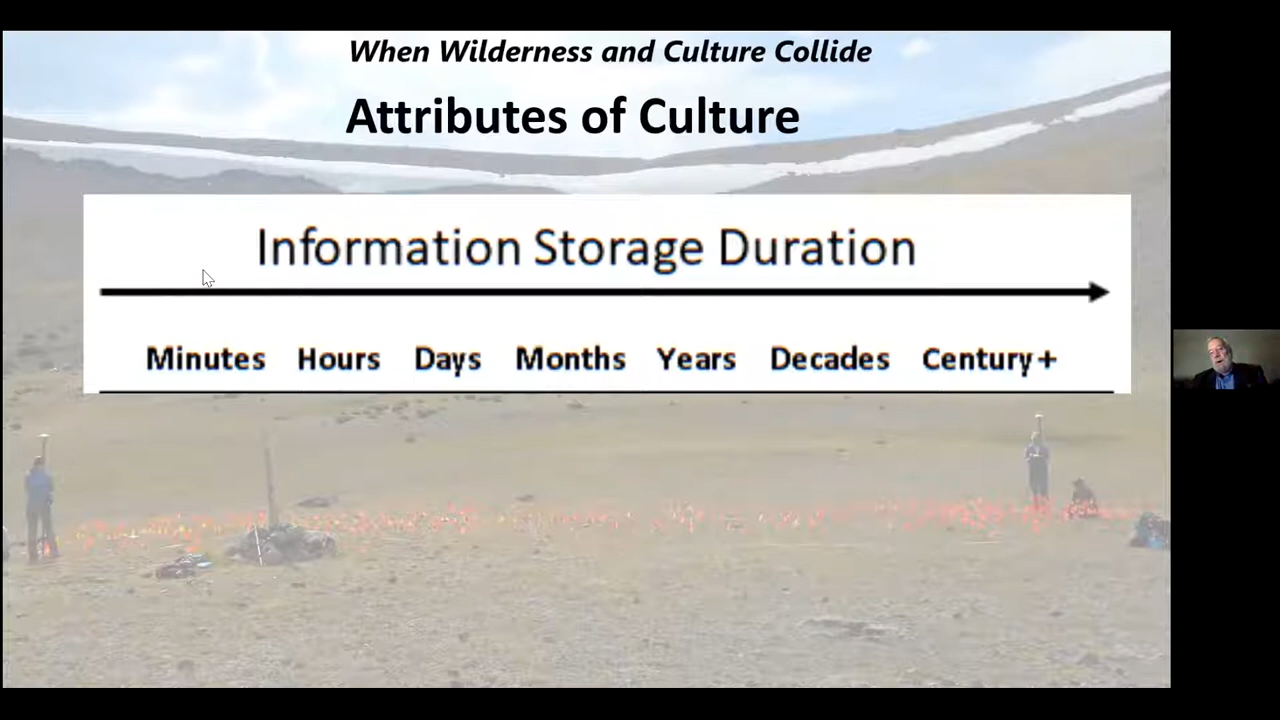 When Wilderness and Culture Collide
Attributes of Culture
Information Storage Duration
Minutes Hours Days Months Years Decades Century+